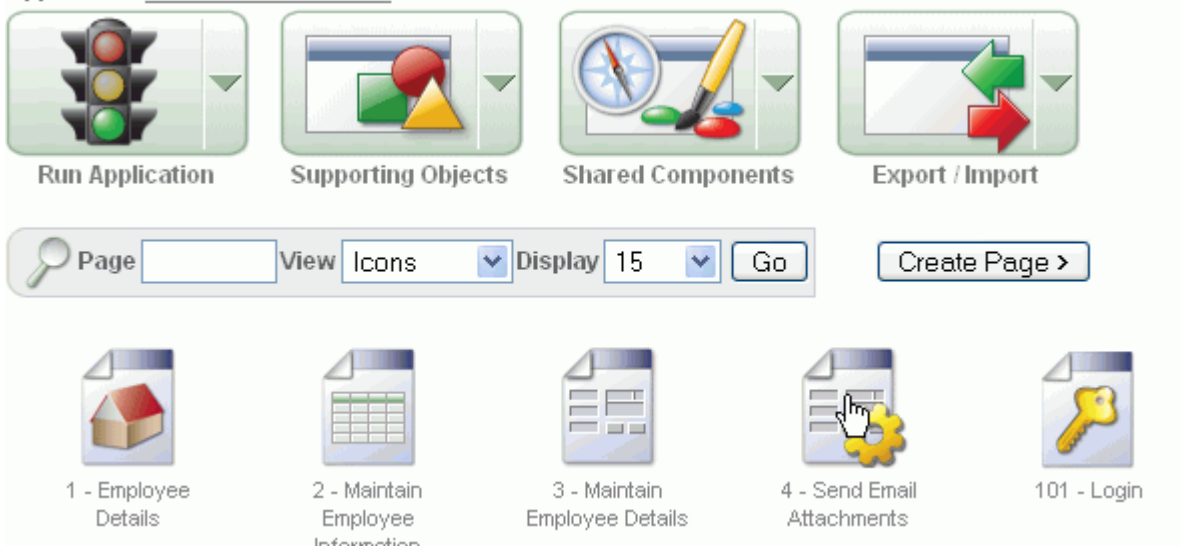 Run Application
Supporting Objects
Shared Components
Export / Import
Page View Icons Display 15 Go Create Page >
1 - Employee Details
2 - Maintain Employee Information
3 - Maintain Employee Details
4 - Send Email Attachments
101 - Login